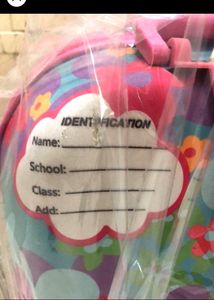 IDENTIFICATION
Name:
School:
Class:
Add: